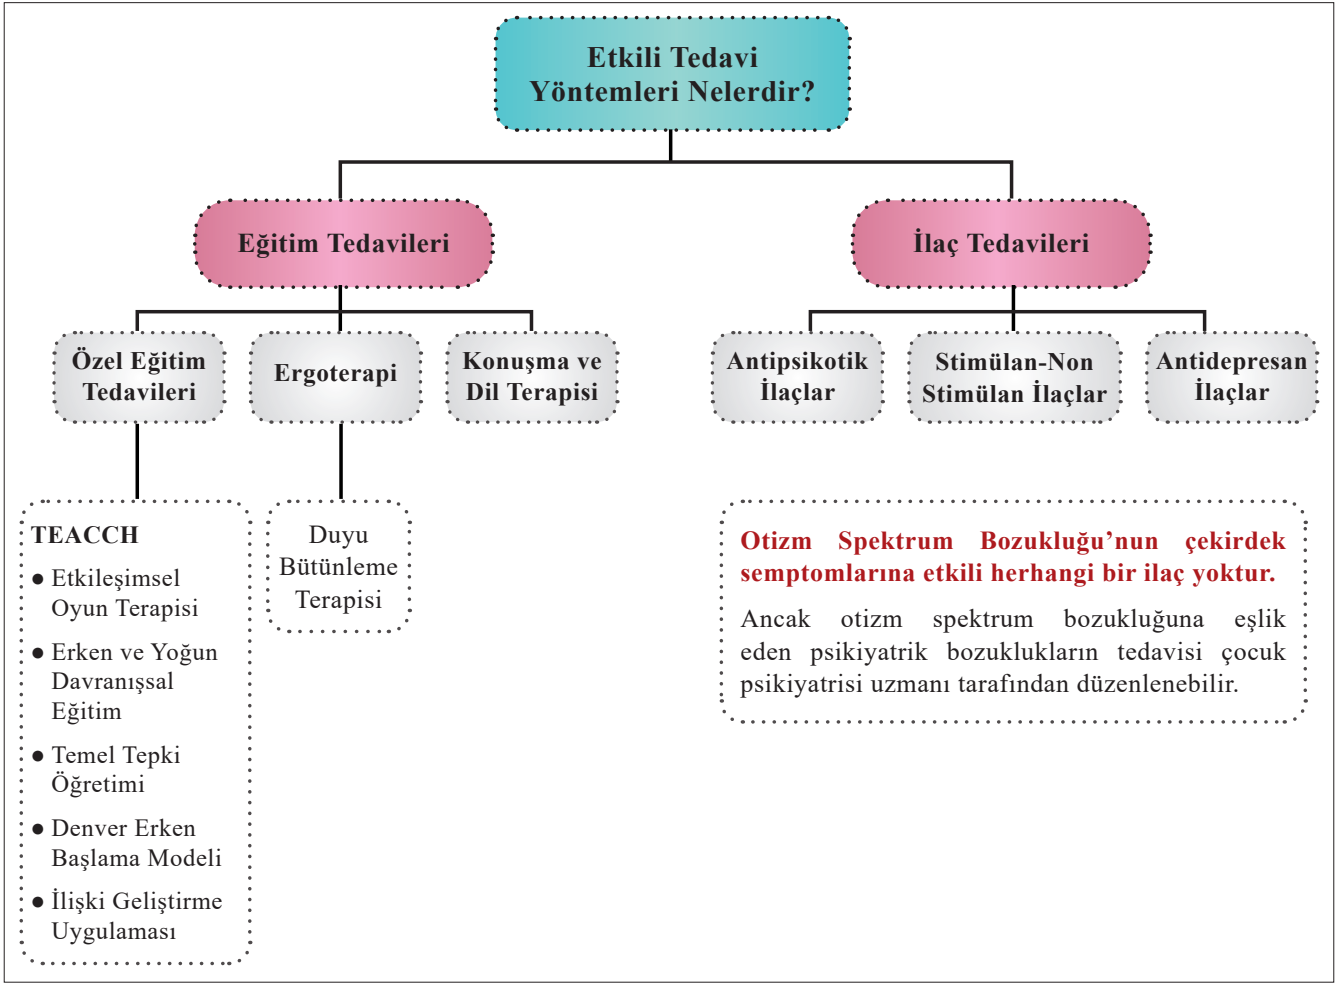 Etkili Tedavi
Yöntemleri Nelerdir?
Eğitim Tedavileri
İlaç Tedavileri
Özel Eğitim
Tedavileri
Ergoterapi
Konuşma ve
Dil Terapisi
Antipsikotik
İlaçlar
Stimülan-Non
Stimülan İlaçlar
Antidepresan
İlaçlar
TEACCH
● Etkileşimsel
Oyun Terapisi
● Erken ve Yoğun
Davranışsal
Eğitim
● Temel Tepki
Öğretimi
● Denver Erken
Başlama Modeli
● İlişki Geliştirme
Uygulaması
Duyu
Bütünleme
Terapisi
Otizm Spektrum Bozukluğu’nun çekirdek
semptomlarına etkili herhangi bir ilaç yoktur.
Ancak otizm spektrum bozukluğuna eşlik
eden psikiyatrik bozuklukların tedavisi çocuk
psikiyatrisi uzmanı tarafından düzenlenebilir.